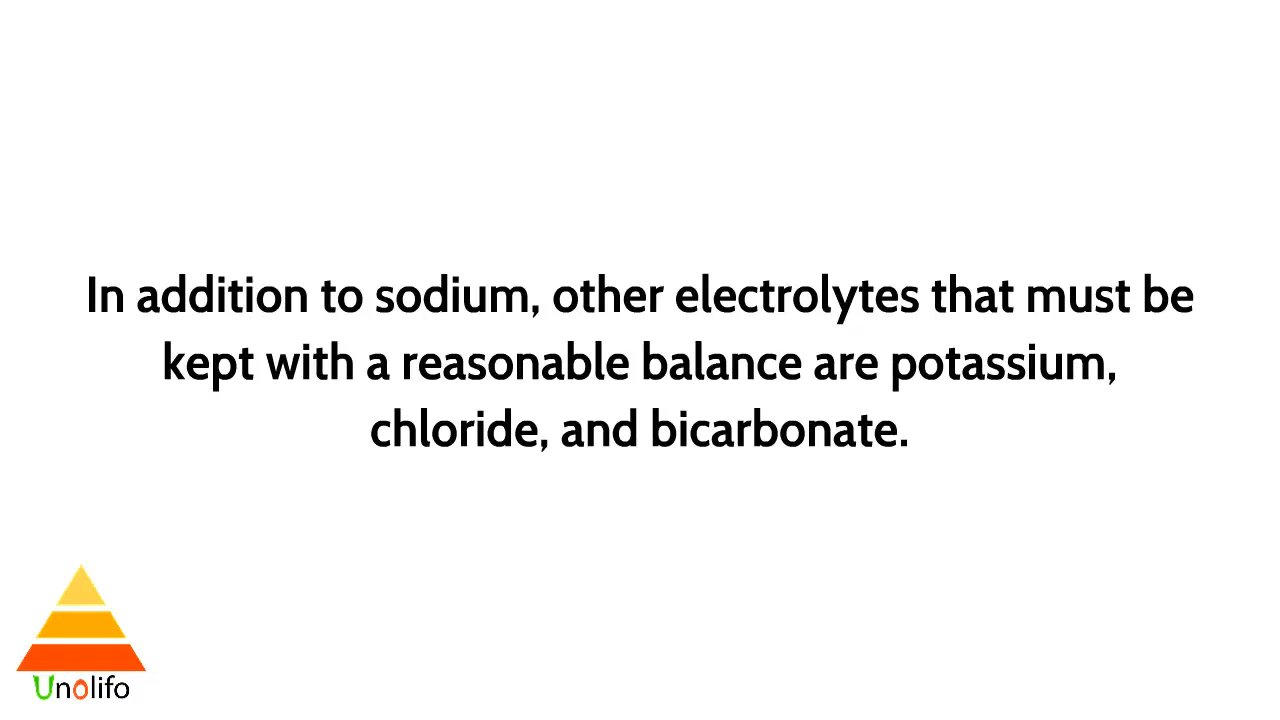 In addition to sodium, other electrolytes that must be
kept with a reasonable balance are potassium,
chloride, and bicarbonate.
Unolifo